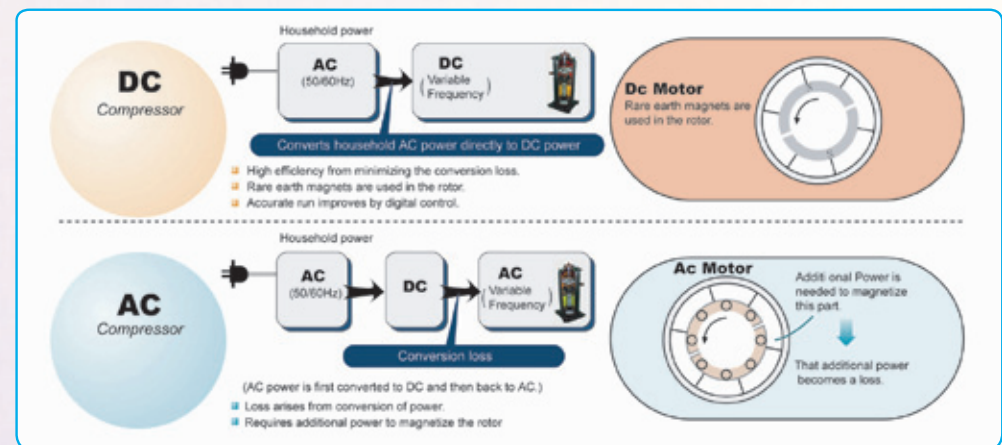 DC
Compressor
Household power
AC
(50/60Hz)
DC
( Variable
Frequency )
Converts household AC power directly to DC power
High efficiency from minimizing the conversion loss.
Rare earth magnets are used in the rotor.
Accurate run improves by digital control.
Dc Motor
Rare earth magnets are
used in the rotor.
AC
Compressor
Household power
AC
(50/60Hz)
DC
AC
( Variable
Frequency )
Conversion loss
(AC power is first converted to DC and then back to AC.)
Loss arises from conversion of power.
Requires additional power to magnetize the rotor
Ac Motor
Additi onal Power is
needed to magnetize
this part.
That additional power
becomes a loss.